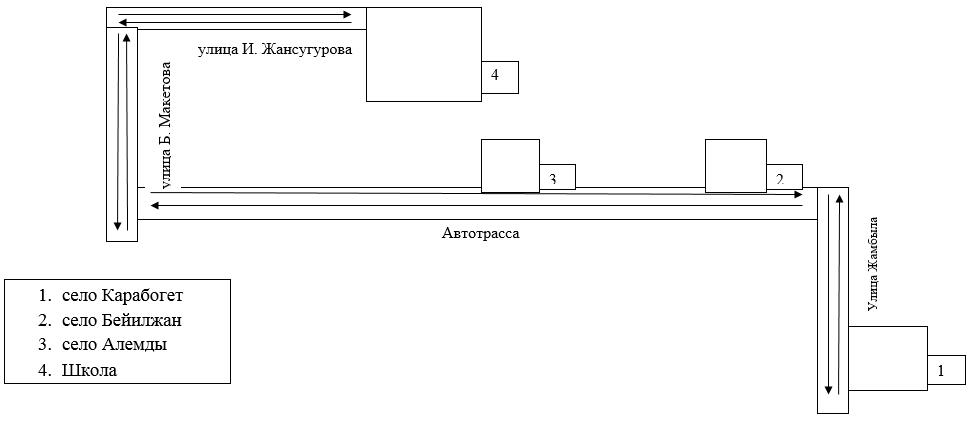 улица И. Жансугурова
4
улица Б. Макетова
3
2
Автотрасса
Улица Жамбыла
1. село Карабогет
2. село Бейилжан
3. село Алемды
4. Школа
1